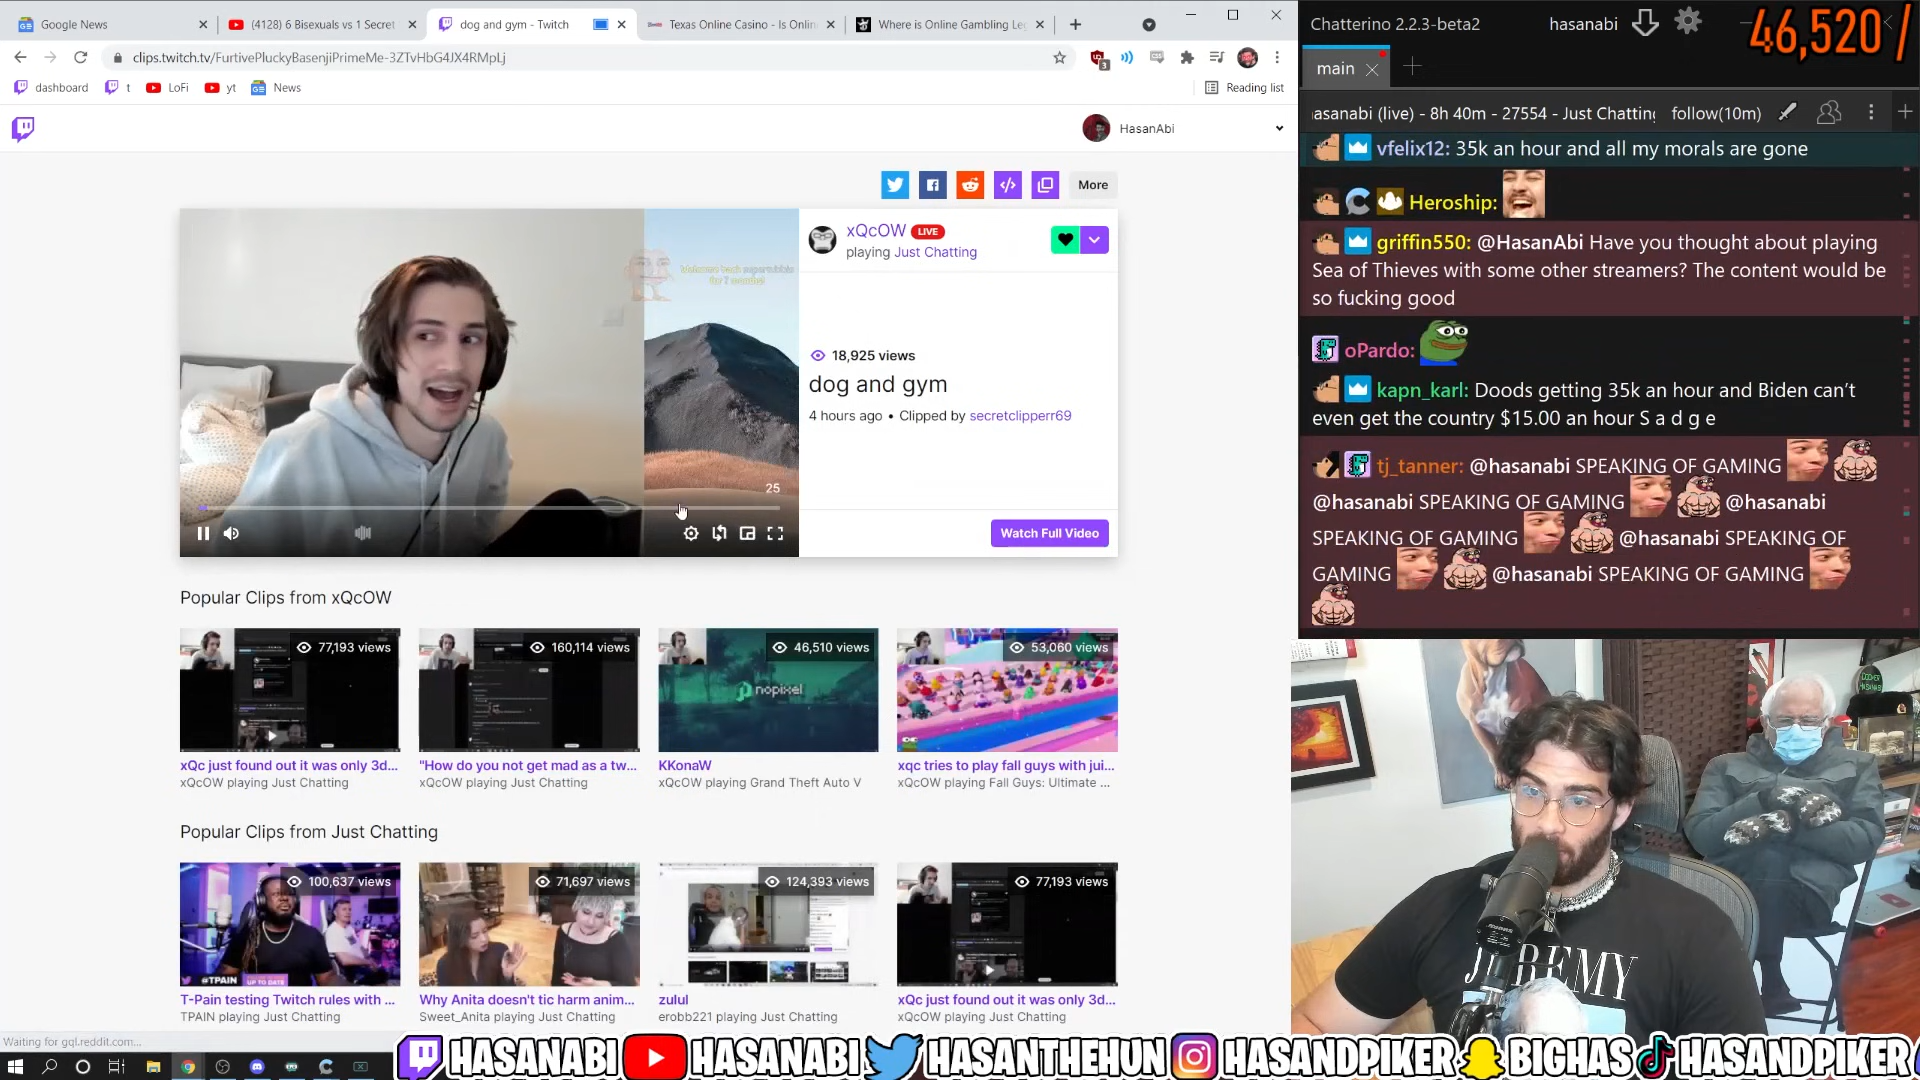 Google News
(4128) 6 Bisexuals vs 1 Secret
dog and gym - Twitch
Texas Online Casino - Is Onlin
Where is Online Gambling Leg
clips.twitch.tv/FurtivePluckyBasenjiPrimeMe-3ZTvHbG4JX4RMpLj
3
dashboard
t
LoFi
yt
News
Reading list
HasanAbi
More
xQcOW
LIVE
playing Just Chatting
18,925 views
dog and gym
4 hours ago • Clipped by secretclipperr69
25
Watch Full Video
Popular Clips from xQcOW
77,193 views
160,114 views
46,510 views
53,060 views
nopixel
xQc just found out it was only 3d...
"How do you not get mad as a tw...
KKonaW
xqc tries to play fall guys with jui...
xQcOW playing Just Chatting
xQcOW playing Just Chatting
xQcOW playing Grand Theft Auto V
xQcOW playing Fall Guys: Ultimate ...
Popular Clips from Just Chatting
100,637 views
71,697 views
124,393 views
77,193 views
@TPAIN
T-Pain testing Twitch rules with ...
Why Anita doesn't tic harm anim...
zulul
xQc just found out it was only 3d...
TPAIN playing Just Chatting
Sweet_Anita playing Just Chatting
erobb221 playing Just Chatting
xQcOW playing Just Chatting
Waiting for gql.reddit.com...
Chatterino 2.2.3-beta2
hasanabi
46,520 /
main
asanabi (live) - 8h 40m - 27554 - Just Chatting
follow(10m)
vfelix12: 35k an hour and all my morals are gone
Heroship:
griffin550: @HasanAbi Have you thought about playing
Sea of Thieves with some other streamers? The content would be
so fucking good
oPardo:
kapn_karl: Doods getting 35k an hour and Biden can't
even get the country $15.00 an hour S a d g e
tj_tanner: @hasanabi SPEAKING OF GAMING
@hasanabi SPEAKING OF GAMING @hasanabi
SPEAKING OF GAMING @hasanabi SPEAKING OF
GAMING @hasanabi SPEAKING OF GAMING
JEREMY
HASANABI HASANABI HASANTHEHUN HASANDPIKER BIGHAS HASANDPIKER